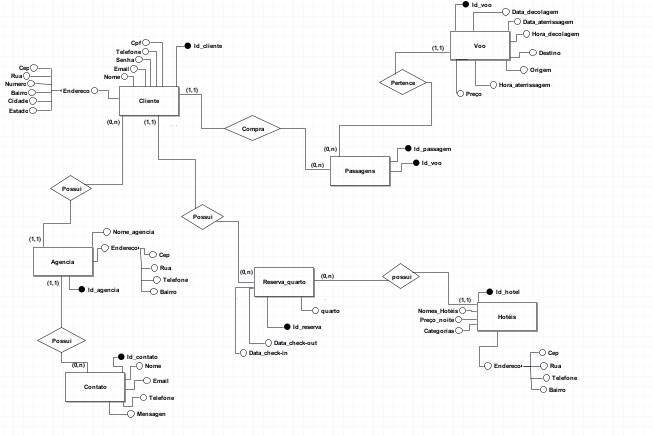 Id_voo
Data_decolagem
Data_aterrissagem
Hora_decolagem
Voo
Destino
Origem
Hora_aterrissagem
Preço
(1,1)
Pertence
(0,n)
Cpf
Telefone
Senha
Email
Nome
Id_cliente
Cep
Rua
Numero
Bairro
Cidade
Estado
Endereco
Cliente
(1,1)
(0,n)
(1,1)
Compra
(0,n)
Passagens
Id_passagem
Id_voo
Possui
Possui
(1,1)
Nome_agencia
Agencia
Endereco
Cep
Rua
Telefone
Bairro
(1,1)
Id_agencia
Possui
(0,n)
Id_contato
Nome
Contato
Email
Telefone
Mensagen
(0,n)
Reserva_quarto
(0,n)
quarto
Id_reserva
Data_check-out
Data_check-in
possui
(1,1)
Id_hotel
Nomes_Hotéis
Preço_noite
Categorias
Hotéis
Endereco
Cep
Rua
Telefone
Bairro